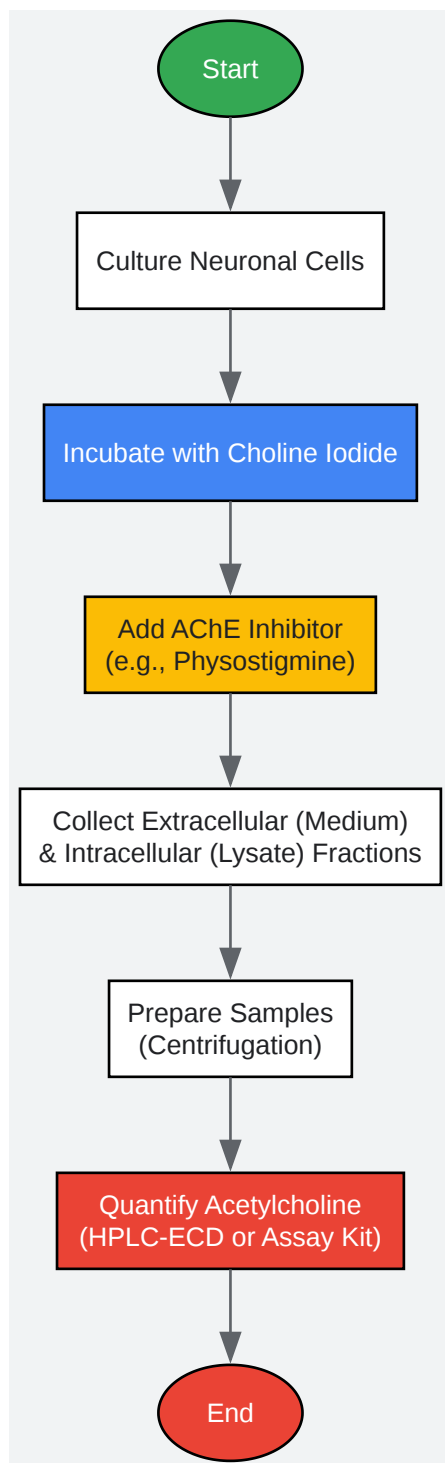 Start
Culture Neuronal Cells
Incubate with Choline Iodide
Add AChE Inhibitor
(e.g., Physostigmine)
Collect Extracellular (Medium)
& Intracellular (Lysate) Fractions
Prepare Samples
(Centrifugation)
Quantify Acetylcholine
(HPLC-ECD or Assay Kit)
End